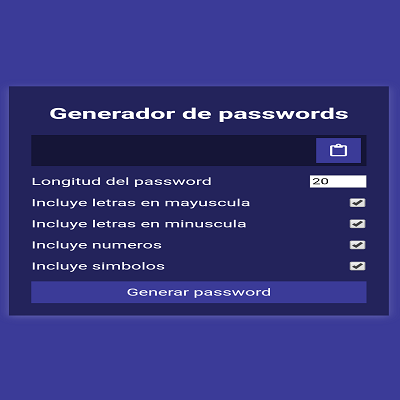 Generador de passwords
Longitud del password 20
Incluye letras en mayuscula
Incluye letras en minuscula
Incluye numeros
Incluye simbolos
Generar password